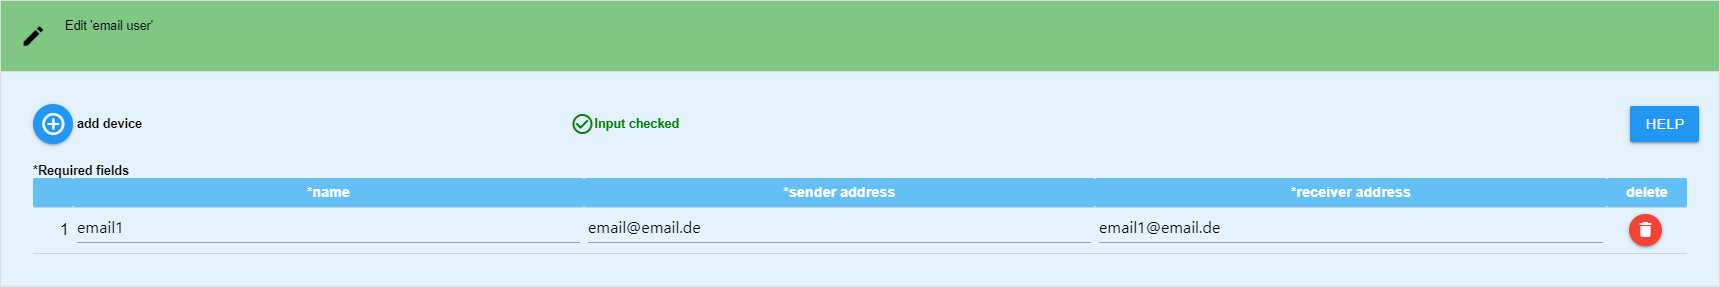 Edit 'email user'
add device
Input checked
HELP
*Required fields
*name *sender address *receiver address delete
1 email1 email@email.de email1@email.de